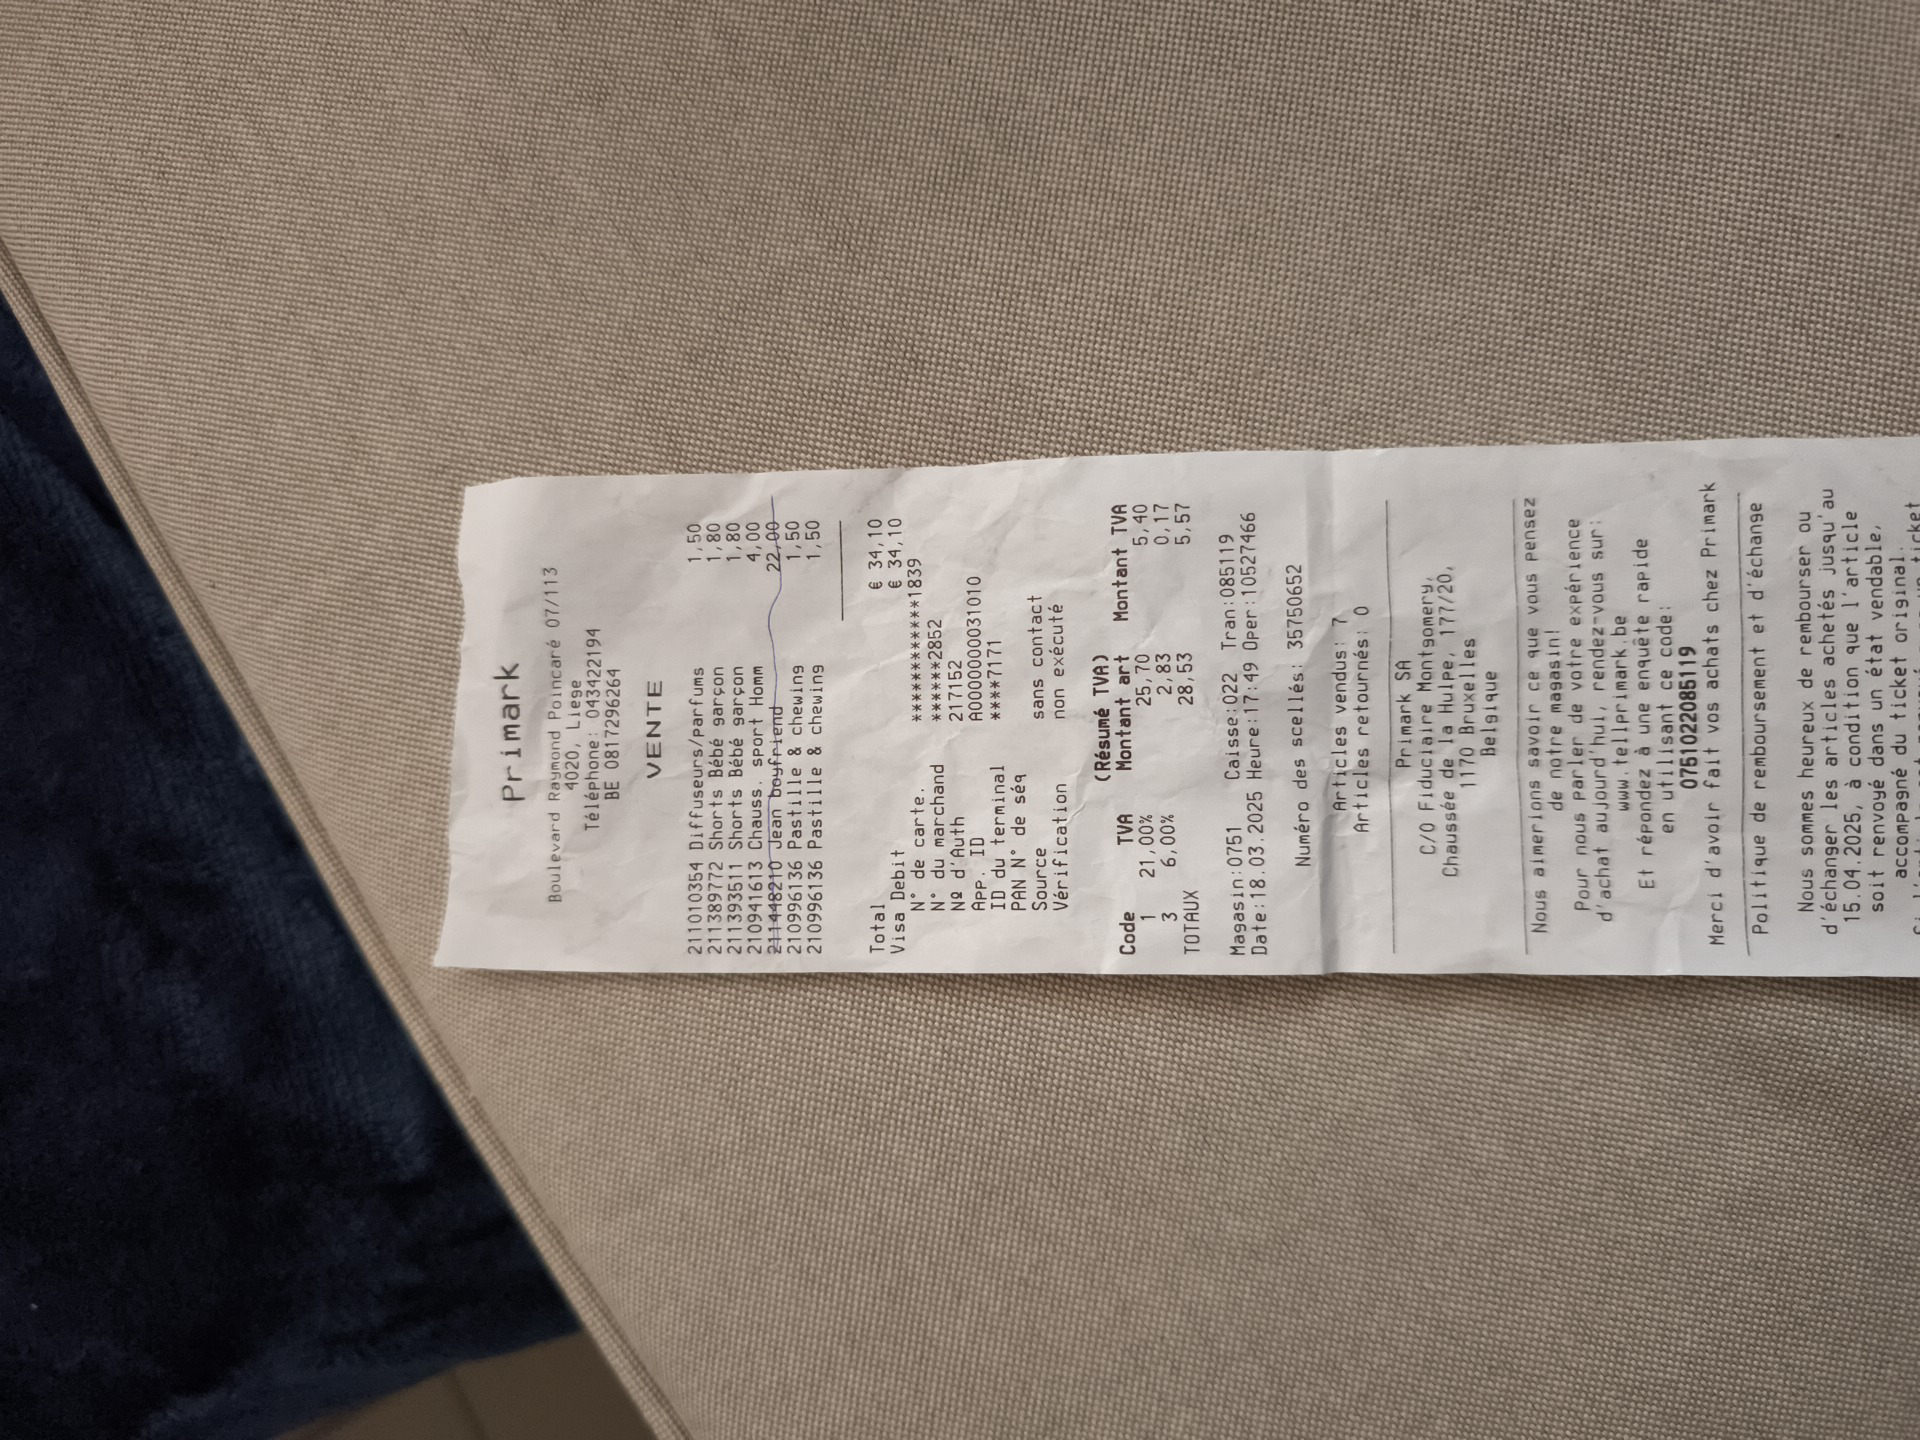 Primark
Boulevard Raymond Poincaré 07/113
4020, Liege
Téléphone: 043422194
BE 0817296264
VENTE
211010354 Diffuseurs/Parfums 1,50
211389772 Shorts Bébé garçon 1,80
211393511 Shorts Bébé garçon 1,80
210941613 Chauss. sport Homm 4,00
211448210 Jean boyfriend 22,00
210996136 Pastille & chewing 1,50
210996136 Pastille & chewing 1,50
Total € 34,10
Visa Debit € 34,10
N° de carte. ************1839
N° du marchand ******2852
Nº d'Auth 217152
App. ID A0000000031010
ID du terminal ****7171
PAN N° de séq
Source sans contact
Vérification non exécuté
(Résumé TVA)
Code TVA Montant art Montant TVA
1 21,00% 25,70 5,40
3 6,00% 2,83 0,17
TOTAUX 28,53 5,57
Magasin:0751 Caisse:022 Tran:085119
Date:18.03.2025 Heure:17:49 Oper:10527466
Numéro des scellés: 35750652
Articles vendus: 7
Articles retournés: 0
Primark SA
C/O Fiduciaire Montgomery,
Chaussée de la Hulpe, 177/20,
1170 Bruxelles
Belgique
Nous aimerions savoir ce que vous pensez
de notre magasin!
Pour nous parler de votre expérience
d'achat aujourd'hui, rendez-vous sur:
www.tellprimark.be
Et répondez à une enquête rapide
en utilisant ce code:
075102208 5119
Merci d'avoir fait vos achats chez Primark
Politique de remboursement et d'échange
Nous sommes heureux de rembourser ou
d'échanger les articles achetés jusqu'au
15.04.2025, à condition que l'article
soit renvoyé dans un état vendable,
accompagné du ticket original.
ticket